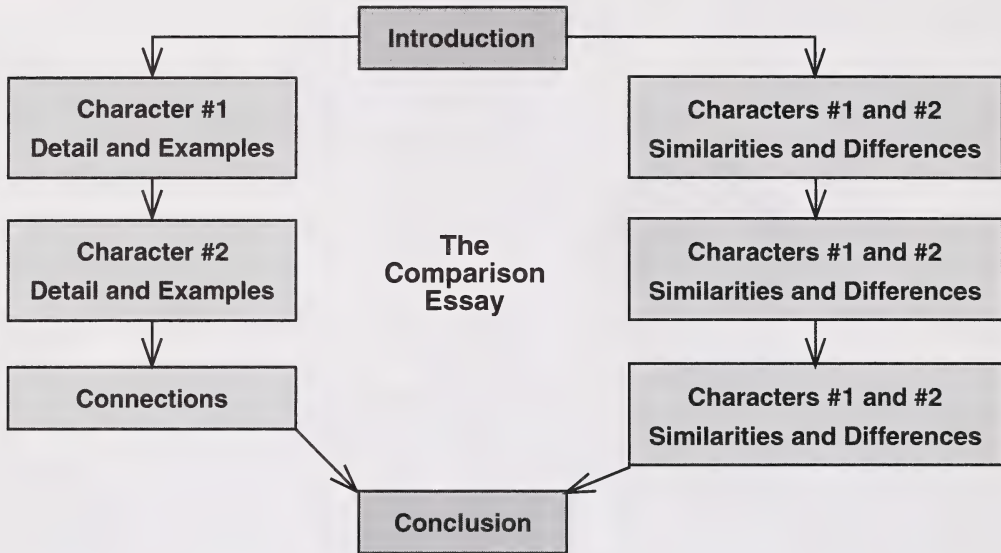 Introduction
Character #1
Detail and Examples
Character #2
Detail and Examples
Connections
The
Comparison
Essay
Characters #1 and #2
Similarities and Differences
Characters #1 and #2
Similarities and Differences
Characters #1 and #2
Similarities and Differences
Conclusion